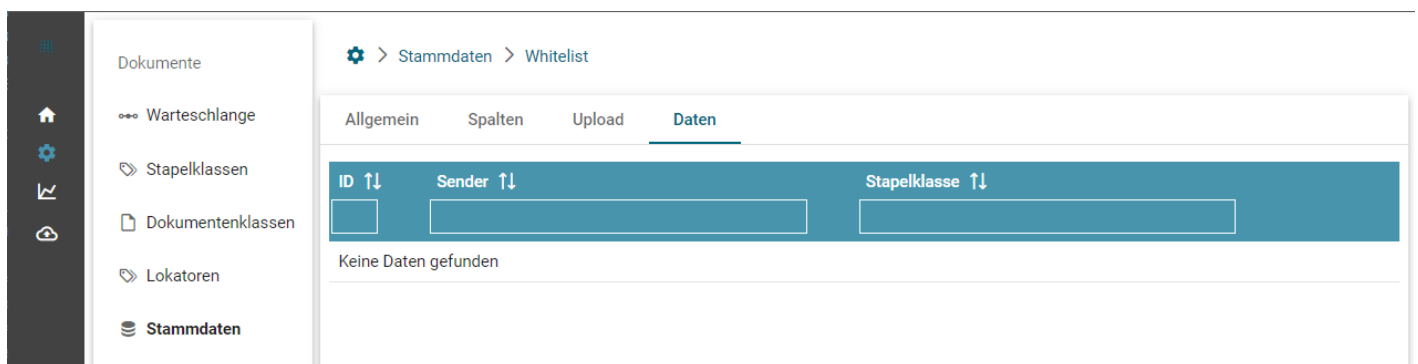 Dokumente
Warteschlange
Stapelklassen
Dokumentenklassen
Lokatoren
Stammdaten
Stammdaten > Whitelist
Allgemein Spalten Upload Daten
ID Sender Stapelklasse
Keine Daten gefunden